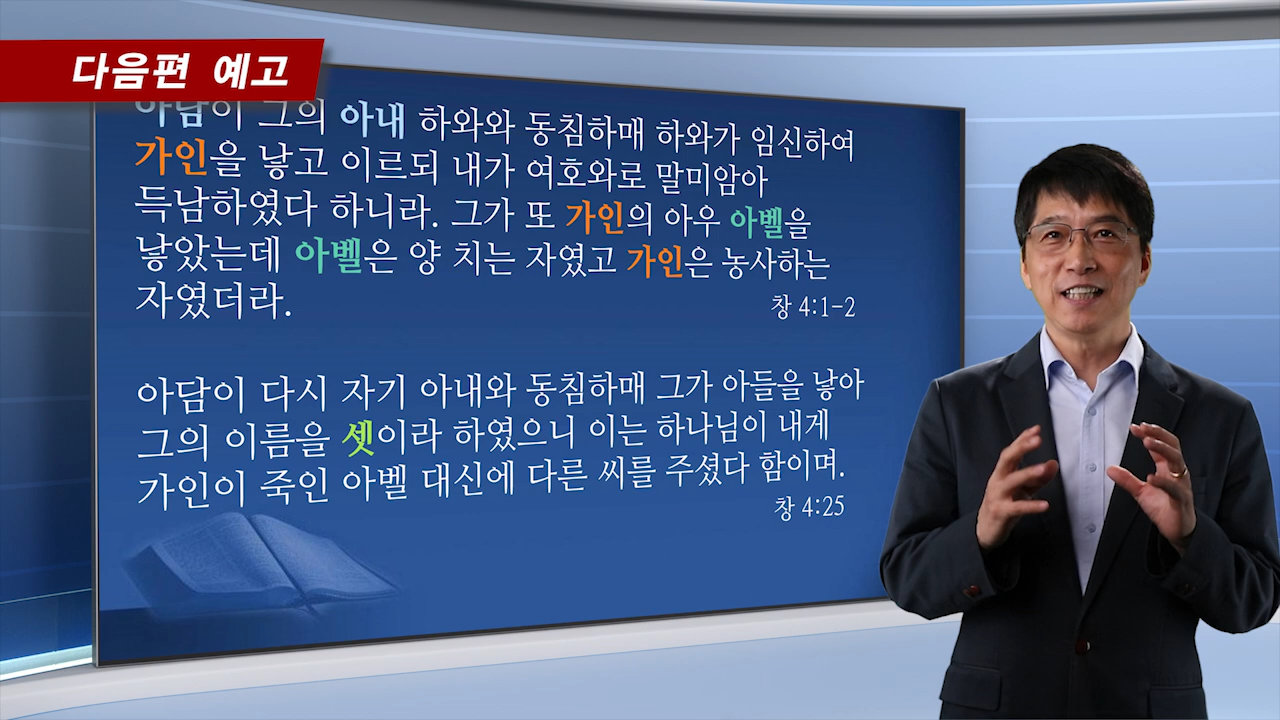 다음편 예고
아담이 그의 아내 하와와 동침하매 하와가 임신하여
가인을 낳고 이르되 내가 여호와로 말미암아
득남하였다 하니라. 그가 또 가인의 아우 아벨을
낳았는데 아벨은 양 치는 자였고 가인은 농사하는
자였더라.
창 4:1-2
아담이 다시 자기 아내와 동침하매 그가 아들을 낳아
그의 이름을 셋이라 하였으니 이는 하나님이 내게
가인이 죽인 아벨 대신에 다른 씨를 주셨다 함이며.
창 4:25